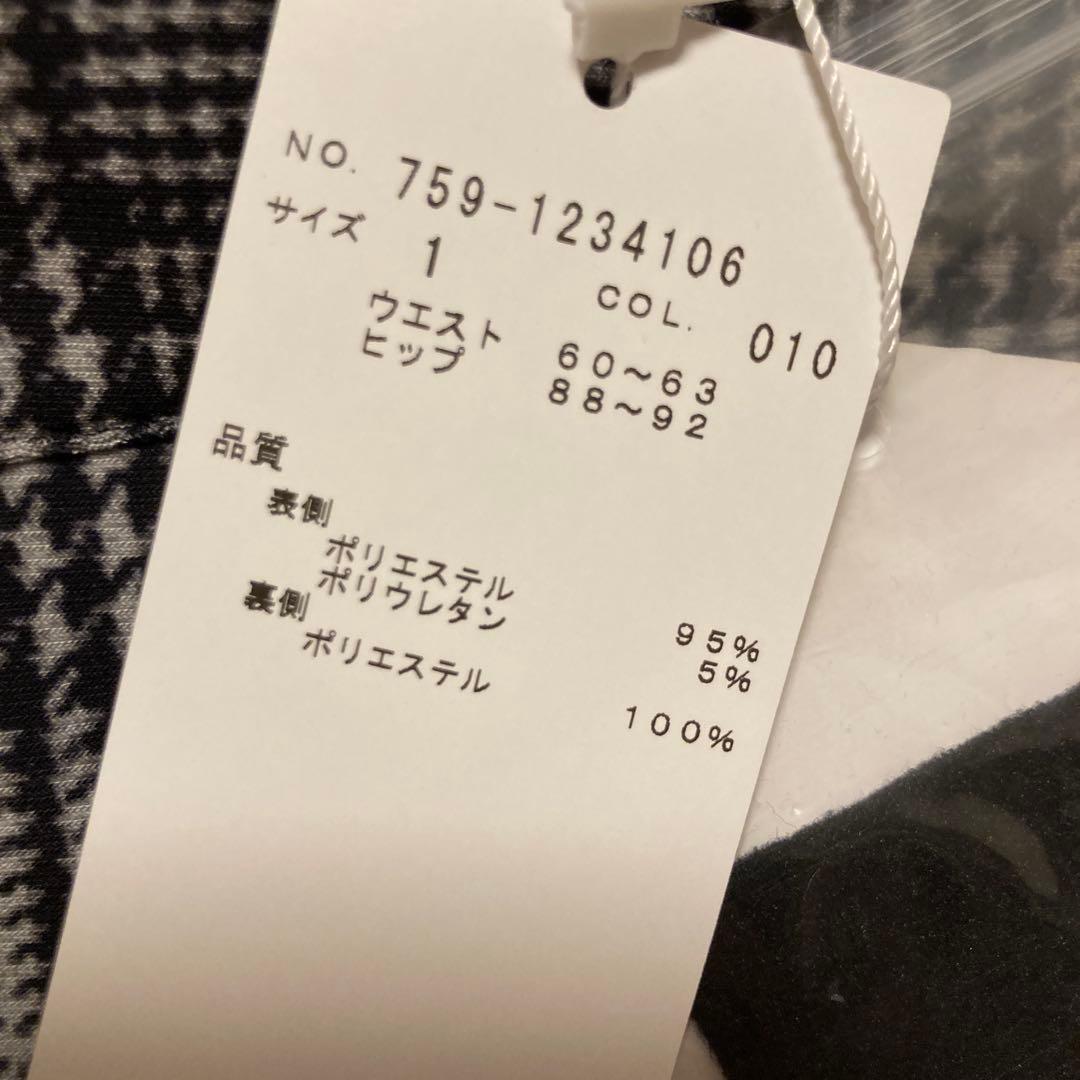 NO. 759-1234106
サイズ 1 COL. 010
ウエスト 60～63
ヒップ 88～92
品質
表側
ポリエステル 95%
ポリウレタン 5%
裏側
ポリエステル 100%